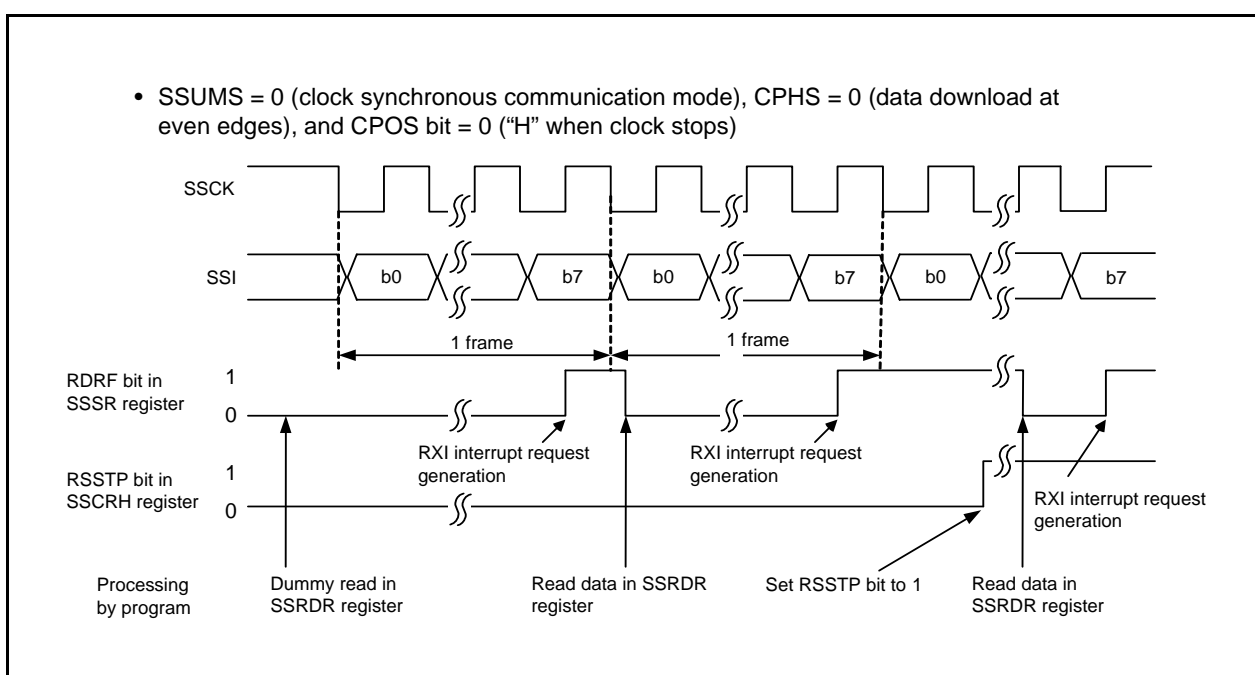 • SSUMS = 0 (clock synchronous communication mode), CPHS = 0 (data download at
even edges), and CPOS bit = 0 (“H” when clock stops)
SSCK
SSI
b0
b7
b0
b7
b0
b7
1 frame
1 frame
RDRF bit in
SSSR register
1
0
RXI interrupt request
generation
RXI interrupt request
generation
RSSTP bit in
SSCRH register
1
0
RXI interrupt request
generation
Processing
by program
Dummy read in
SSRDR register
Read data in SSRDR
register
Set RSSTP bit to 1
Read data in
SSRDR register